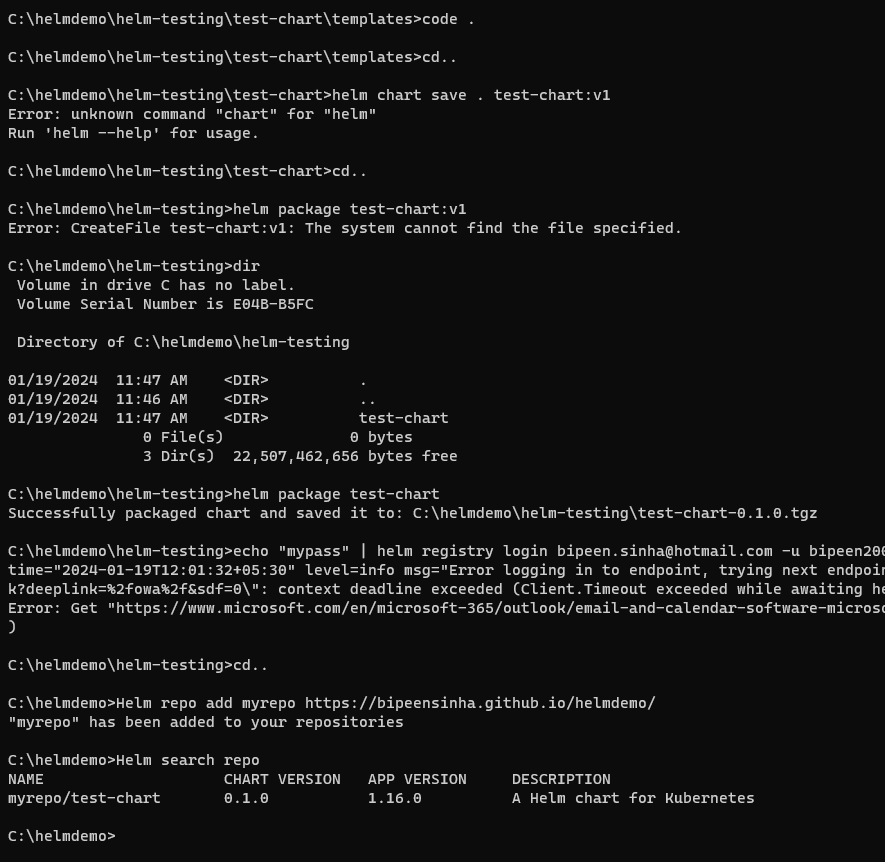 C:\helmdemo\helm-testing\test-chart\templates>code .
C:\helmdemo\helm-testing\test-chart\templates>cd..
C:\helmdemo\helm-testing\test-chart>helm chart save . test-chart:v1
Error: unknown command "chart" for "helm"
Run 'helm --help' for usage.
C:\helmdemo\helm-testing\test-chart>cd..
C:\helmdemo\helm-testing>helm package test-chart:v1
Error: CreateFile test-chart:v1: The system cannot find the file specified.
C:\helmdemo\helm-testing>dir
Volume in drive C has no label.
Volume Serial Number is E04B-B5FC
Directory of C:\helmdemo\helm-testing
01/19/2024  11:47 AM    <DIR>          .
01/19/2024  11:46 AM    <DIR>          ..
01/19/2024  11:47 AM    <DIR>          test-chart
0 File(s)              0 bytes
3 Dir(s)  22,507,462,656 bytes free
C:\helmdemo\helm-testing>helm package test-chart
Successfully packaged chart and saved it to: C:\helmdemo\helm-testing\test-chart-0.1.0.tgz
C:\helmdemo\helm-testing>echo "mypass" | helm registry login bipeen.sinha@hotmail.com -u bipeen200
time="2024-01-19T12:01:32+05:30" level=info msg="Error logging in to endpoint, trying next endpoin
k?deeplink=%2fowa%2f&sdf=0\": context deadline exceeded (Client.Timeout exceeded while awaiting he
Error: Get "https://www.microsoft.com/en/microsoft-365/outlook/email-and-calendar-software-microso
)
C:\helmdemo\helm-testing>cd..
C:\helmdemo>Helm repo add myrepo https://bipeensinha.github.io/helmdemo/
"myrepo" has been added to your repositories
C:\helmdemo>Helm search repo
NAME                    CHART VERSION   APP VERSION     DESCRIPTION
myrepo/test-chart       0.1.0           1.16.0          A Helm chart for Kubernetes
C:\helmdemo>